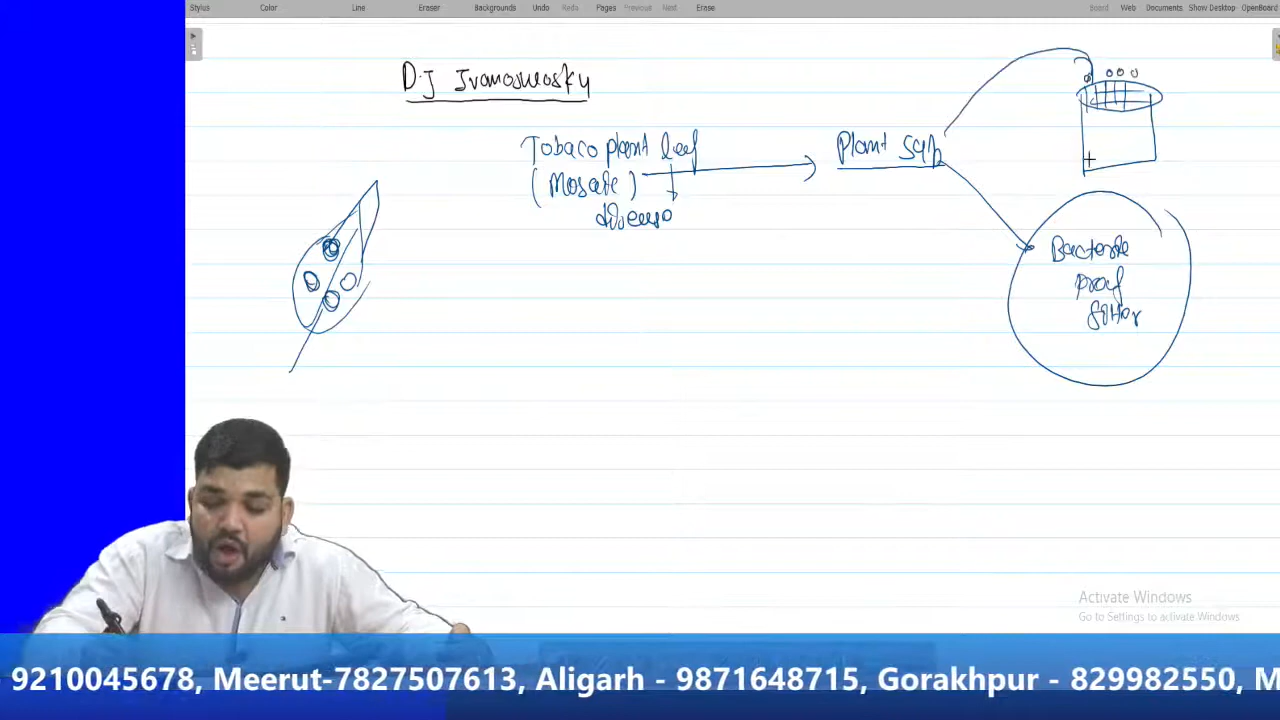 Stylus Color Line Eraser Backgrounds Undo Redo Pages Previous Next Erase Board Web Documents Show Desktop OpenBoard
D.J Ivanoswosky
Tobaco plant leaf
(Mosaie)
disease
Plant Sap
Bacteria
proof
filter
Activate Windows
Go to Settings to activate Windows
9210045678, Meerut-7827507613, Aligarh - 9871648715, Gorakhpur - 829982550, M